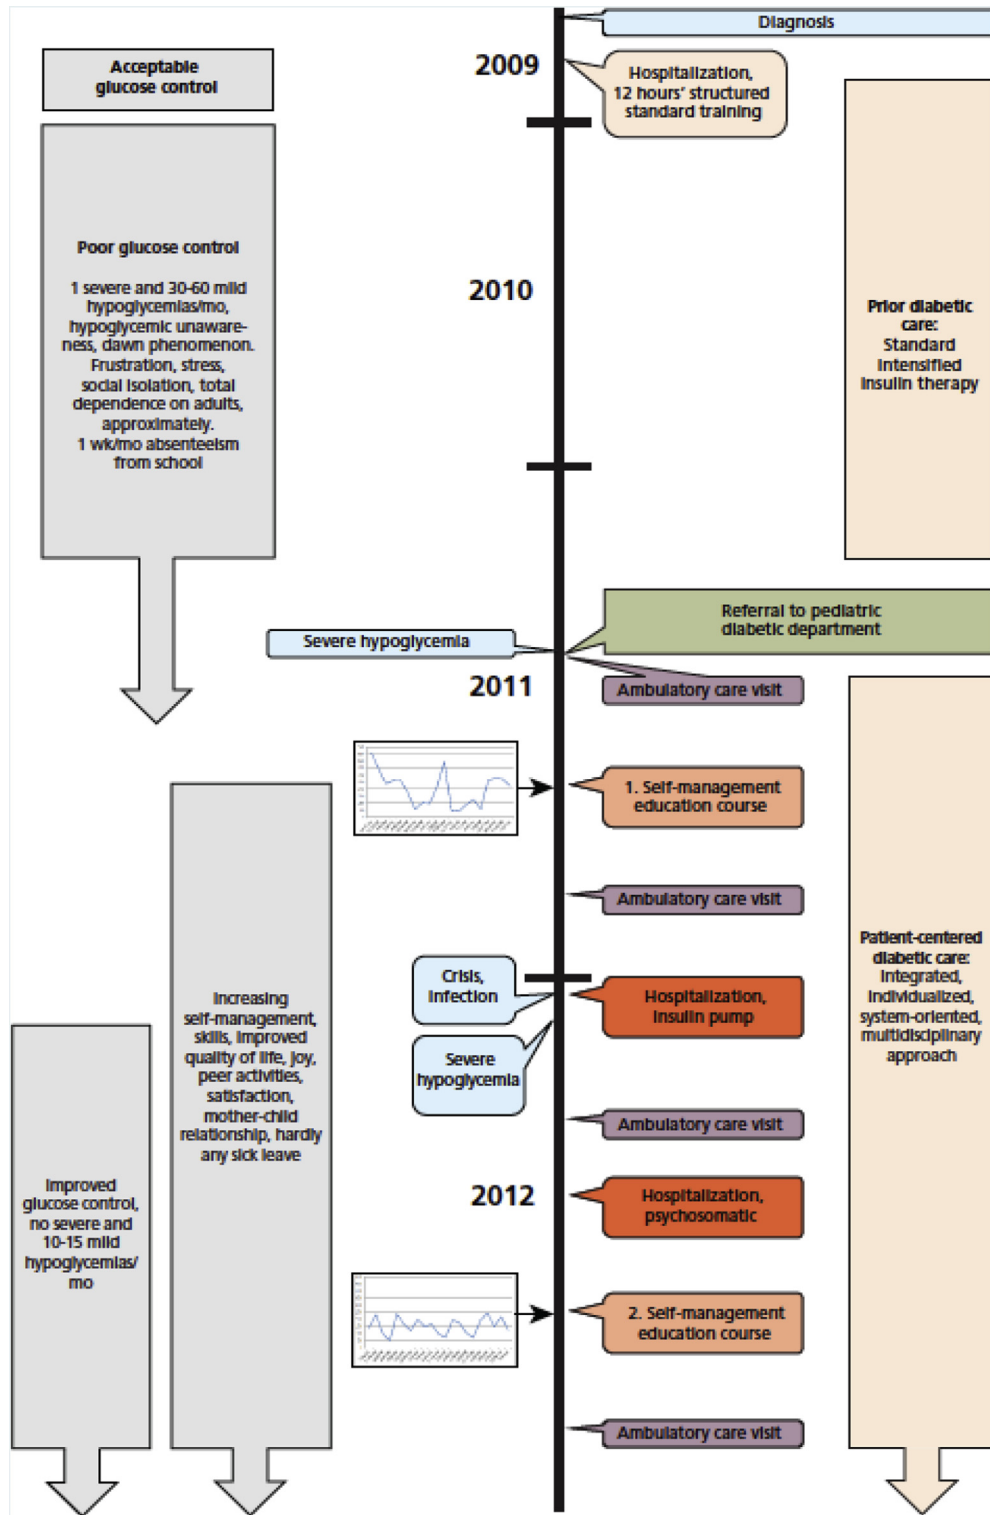 Diagnosis
2009
Acceptable
glucose control
Hospitalization,
12 hours' structured
standard training
Poor glucose control
1 severe and 30-60 mild
hypoglycemias/mo,
hypoglycemic unaware-
ness, dawn phenomenon.
Frustration, stress,
social isolation, total
dependence on adults,
approximately.
1 wk/mo absenteeism
from school
2010
Prior diabetic
care:
Standard
intensified
insulin therapy
Referral to pediatric
diabetic department
Severe hypoglycemia
2011
Ambulatory care visit
1. Self-management
education course
Ambulatory care visit
Patient-centered
diabetic care:
Integrated,
individualized,
system-oriented,
multidisciplinary
approach
Crisis,
infection
Hospitalization,
insulin pump
Increasing
self-management,
skills, improved
quality of life, joy,
peer activities,
satisfaction,
mother-child
relationship, hardly
any sick leave
Severe
hypoglycemia
Ambulatory care visit
2012
Hospitalization,
psychosomatic
Improved
glucose control,
no severe and
10-15 mild
hypoglycemias/
mo
2. Self-management
education course
Ambulatory care visit